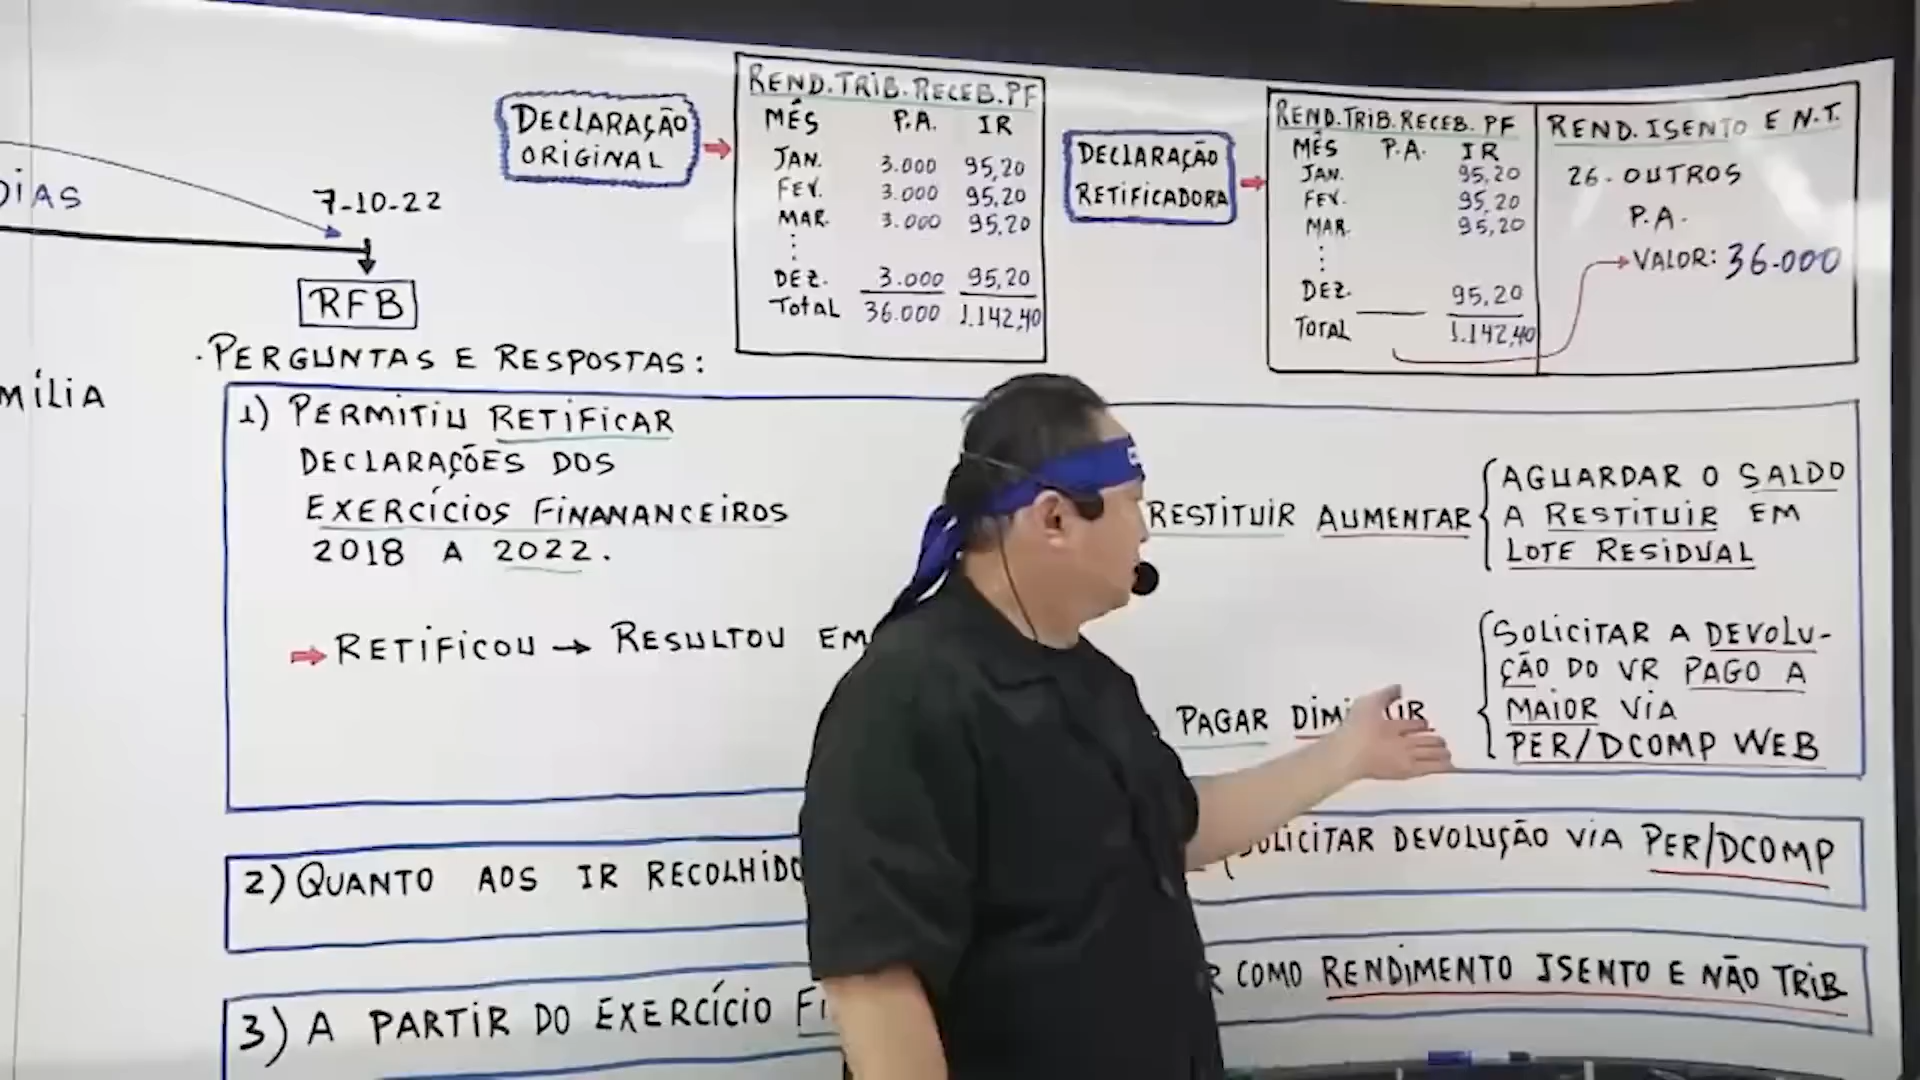 DIAS
7-10-22
RFB
MÍLIA
DECLARAÇÃO
ORIGINAL
REND.TRIB.RECEB.PF
MÊS P.A. IR
JAN. 3.000 95,20
FEV. 3.000 95,20
MAR. 3.000 95,20
DEZ. 3.000 95,20
Total 36.000 1.142,40
DECLARAÇÃO
RETIFICADORA
REND.TRIB.RECEB. PF
MÊS P.A. IR
JAN. 95,20
FEV. 95,20
MAR. 95,20
DEZ. 95,20
TOTAL 1.142,40
REND. ISENTO E N.T.
26. OUTROS
P.A.
VALOR: 36.000
. PERGUNTAS E RESPOSTAS:
1) PERMITIU RETIFICAR
DECLARAÇÕES DOS
EXERCÍCIOS FINANANCEIROS
2018 A 2022.
RETIFICOU → RESULTOU EM
RESTITUIR AUMENTAR
AGUARDAR O SALDO
A RESTITUIR EM
LOTE RESIDUAL
PAGAR
SOLICITAR A DEVOLU-
ÇÃO DO VR PAGO A
MAIOR VIA
PER/DCOMP WEB
2) QUANTO AOS IR RECOLHIDO
SOLICITAR DEVOLUÇÃO VIA PER/DCOMP
3) A PARTIR DO EXERCÍCIO
COMO RENDIMENTO ISENTO E NÃO TRIB